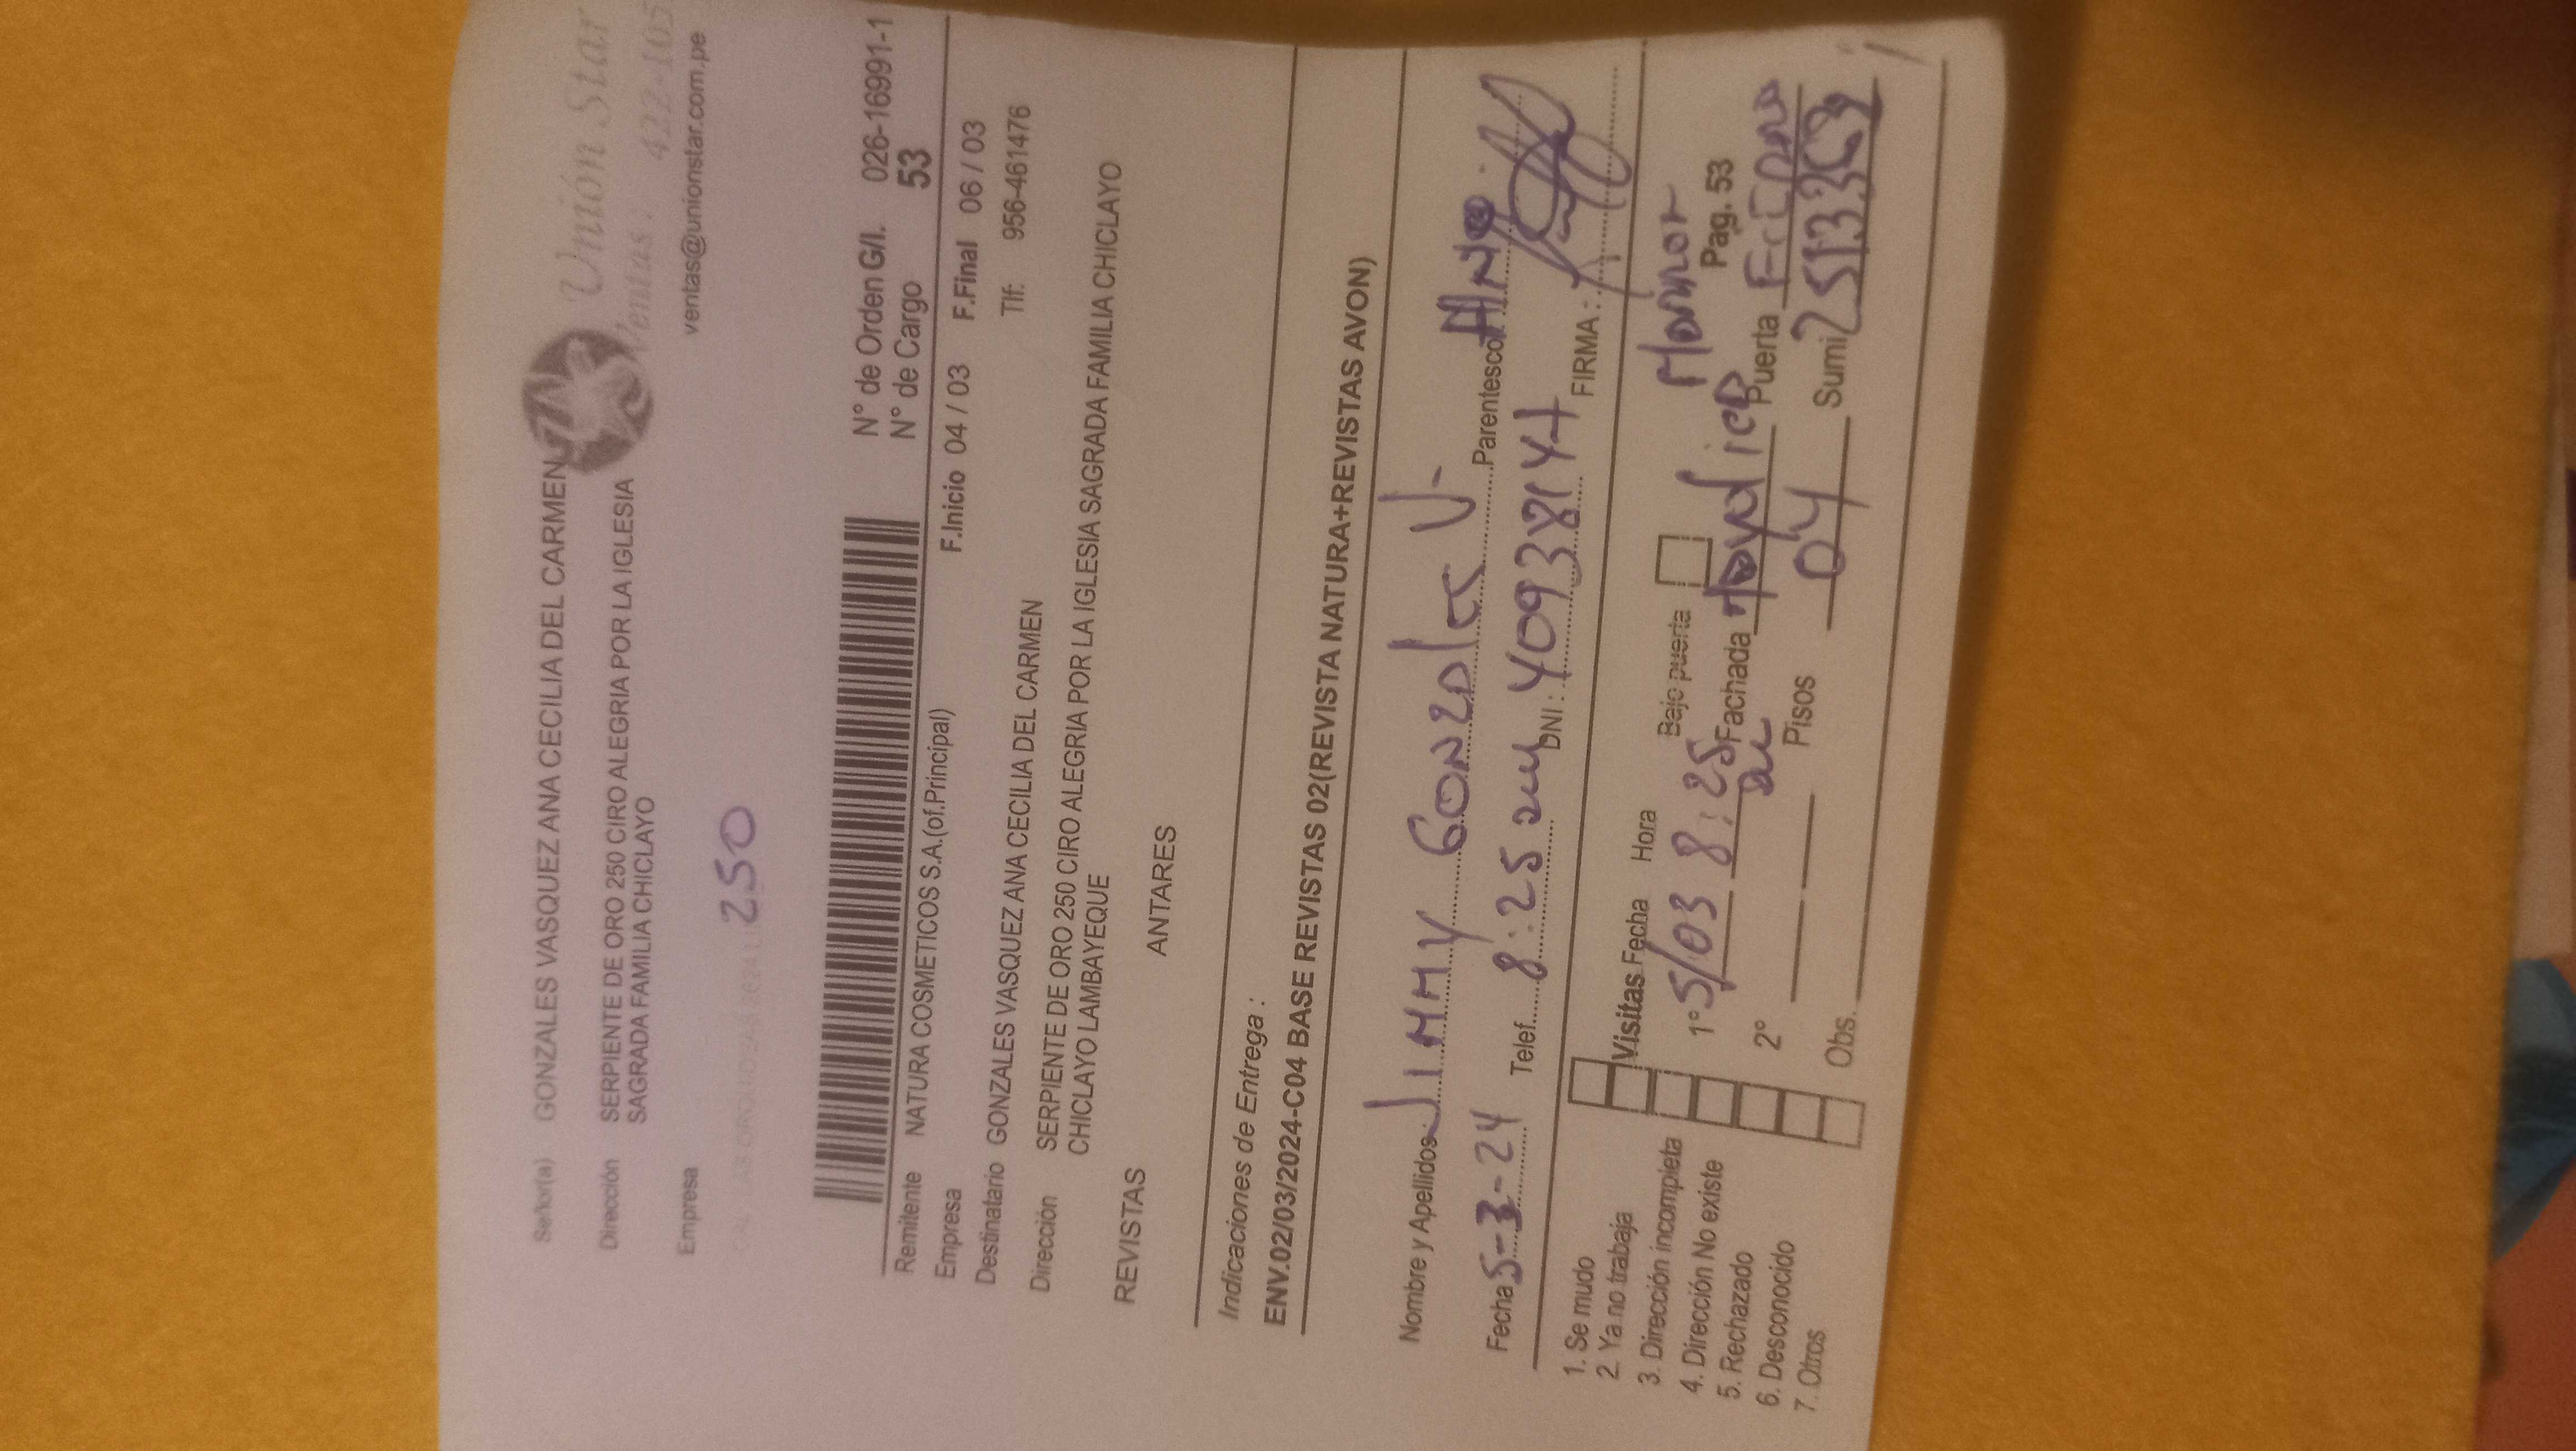 Señor(a) GONZALES VASQUEZ ANA CECILIA DEL CARMEN
Unión Star
Dirección SERPIENTE DE ORO 250 CIRO ALEGRIA POR LA IGLESIA
SAGRADA FAMILIA CHICLAYO
Ventas: 422-105
Empresa
ventas@unionstar.com.pe
250
N° de Orden G/I. 026-16991-1
N° de Cargo 53
Remitente NATURA COSMETICOS S.A.(of.Principal)
F.Inicio 04 / 03 F.Final 06 / 03
Empresa
Destinatario GONZALES VASQUEZ ANA CECILIA DEL CARMEN
Tlf: 956-461476
Dirección SERPIENTE DE ORO 250 CIRO ALEGRIA POR LA IGLESIA SAGRADA FAMILIA CHICLAYO
CHICLAYO LAMBAYEQUE
REVISTAS ANTARES
Indicaciones de Entrega :
ENV.02/03/2024-C04 BASE REVISTAS 02(REVISTA NATURA+REVISTAS AVON)
Nombre y Apellidos: JIMMY GONZALES V. Parentesco:
Fecha 5-3-24 Telef. 8:25 am DNI: FIRMA:
1. Se mudo
2. Ya no trabaja
3. Dirección incompleta
4. Dirección No existe
5. Rechazado
6. Desconocido
7. Otros
Visitas Fecha Hora Bajo puerta
1° 5/03 8:25 Fachada
Pag. 53
Puerta
2° Pisos 04 Sumi
Obs.